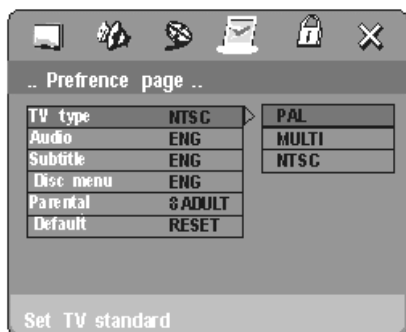 .. Prefrence page ..
TV type NTSC PAL
Audio ENG MULTI
Subtitle ENG NTSC
Disc menu ENG
Parental 8 ADULT
Default RESET
Set TV standard